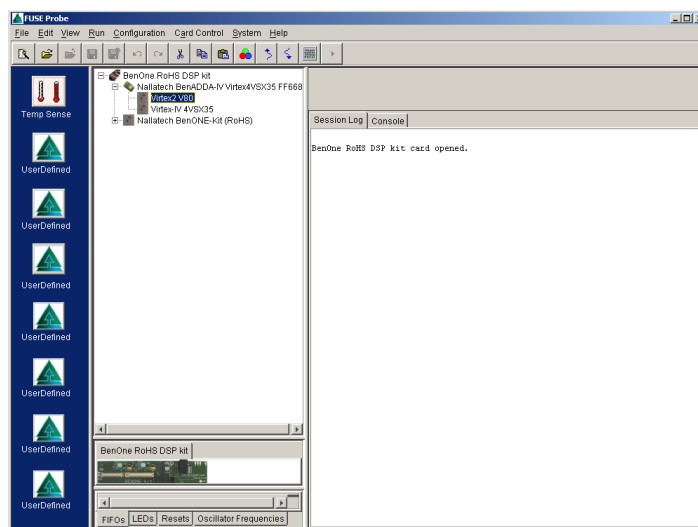 FUSE Probe
File Edit View Run Configuration Card Control System Help
Temp Sense
UserDefined
UserDefined
UserDefined
UserDefined
UserDefined
UserDefined
UserDefined
BenOne RoHS DSP kit
Nallatech BenADDA-IV Virtex4VSX35 FF668
Virtex2 V80
Virtex-IV 4VSX35
Nallatech BenONE-Kit (RoHS)
BenOne RoHS DSP kit
FIFOs LEDs Resets Oscillator Frequencies
Session Log Console
BenOne RoHS DSP kit card opened.